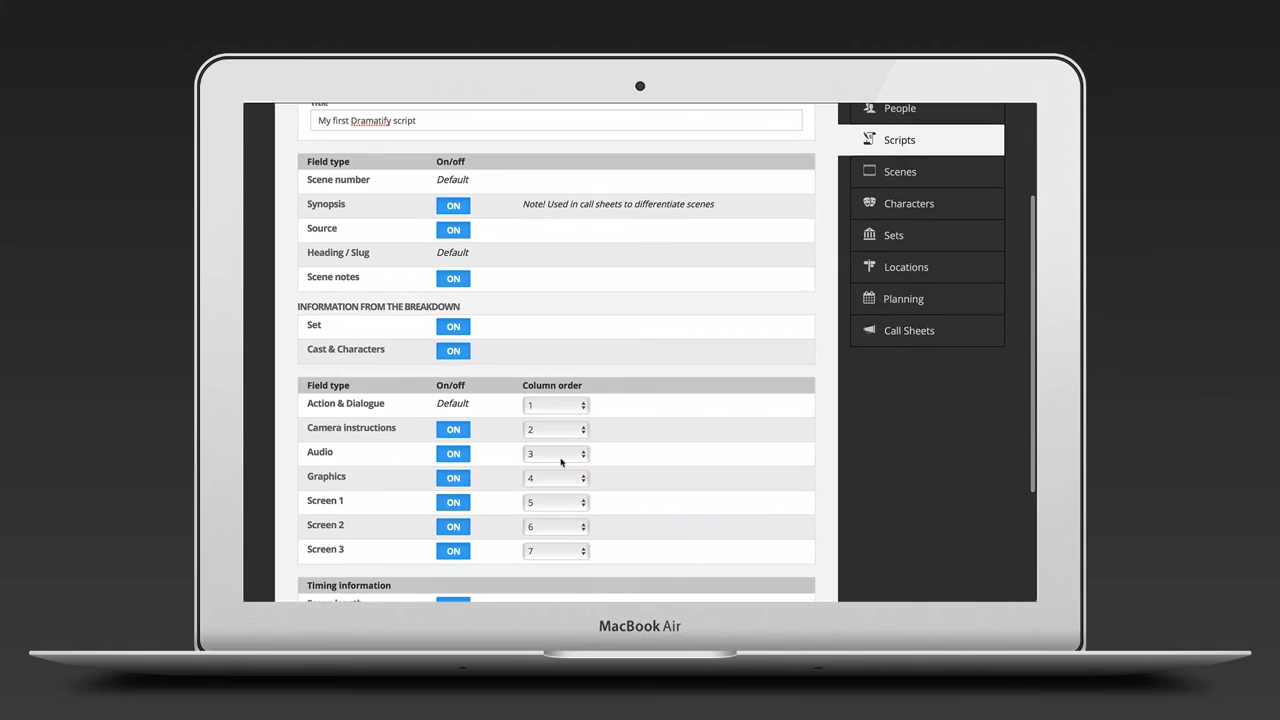 Title
People
My first Dramatify script
Scripts
Field type On/off
Scene number Default
Scenes
Synopsis ON Note! Used in call sheets to differentiate scenes
Characters
Source ON
Sets
Heading / Slug Default
Locations
Scene notes ON
Planning
INFORMATION FROM THE BREAKDOWN
Set ON
Call Sheets
Cast & Characters ON
Field type On/off Column order
Action & Dialogue Default 1
Camera instructions ON 2
Audio ON 3
Graphics ON 4
Screen 1 ON 5
Screen 2 ON 6
Screen 3 ON 7
Timing information
Scene length
MacBook Air